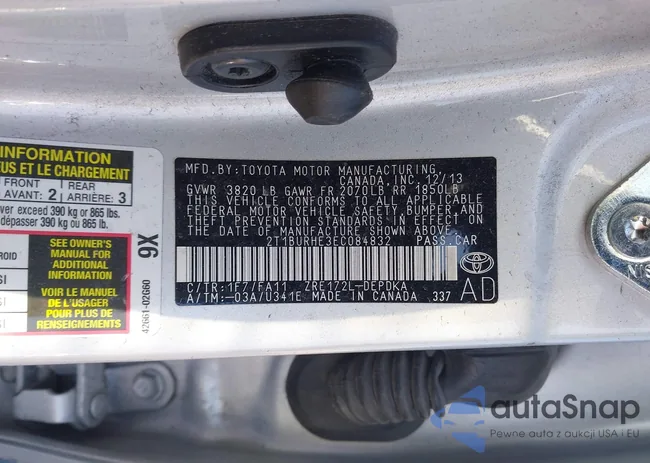 INFORMATION
US ET LE CHARGEMENT
FRONT
AVANT: 2
REAR
ARRIÈRE: 3
ver exceed 390 kg or 865 lbs.
dépasser 390 kg ou 865 lb.
SEE OWNER'S
MANUAL FOR
ADDITIONAL
INFORMATION
VOIR LE MANUEL
DE L'USAGER
POUR PLUS DE
RENSEIGNEMENTS
9X
42661-02G60
MFD. BY: TOYOTA MOTOR MANUFACTURING
CANADA, INC. 12/13
GVWR 3820 LB GAWR FR 2070LB RR 1850LB
THIS VEHICLE CONFORMS TO ALL APPLICABLE
FEDERAL MOTOR VEHICLE SAFETY, BUMPER, AND
THEFT PREVENTION STANDARDS IN EFFECT ON
THE DATE OF MANUFACTURE SHOWN ABOVE.
2T1BURHE3EC084832 PASS. CAR
C/TR: 1F7/FA11 ZRE172L-DEPDKA
A/TM: -03A/U341E MADE IN CANADA 337
AD
autaSnap
Pewne auta z aukcji USA i EU